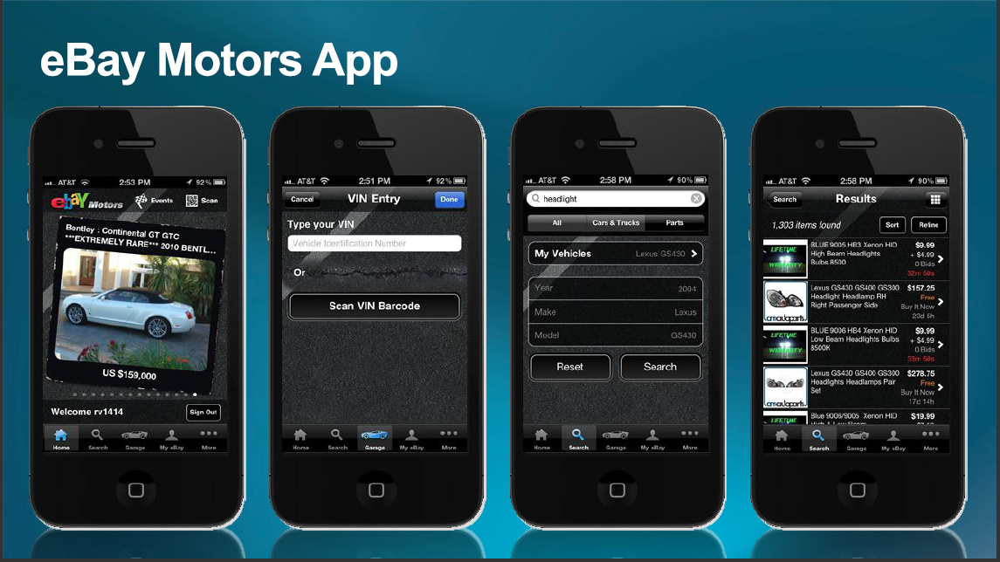 eBay Motors App
AT&T 2:53 PM 92%
ebay Motors Events Scan
Bentley : Continental GT GTC
***EXTREMELY RARE*** 2010 BENTL...
US $159,000
Welcome rv1414 Sign Out
Home Search Garage My eBay More
AT&T 2:51 PM 92%
Cancel VIN Entry Done
Type your VIN
Vehicle Identification Number
Or
Scan VIN Barcode
Home Search Garage My eBay More
AT&T 2:58 PM 90%
headlight
All Cars & Trucks Parts
My Vehicles Lexus GS430
Year 2004
Make Lexus
Model GS430
Reset Search
Home Search Garage My eBay More
AT&T 2:58 PM 90%
Search Results
1,303 items found Sort Refine
LIFETIME
WARRANTY
BLUE 9005 HB3 Xenon HID
High Beam Headlights
Bulbs 8500
$9.99
+ $4.99
0 Bids
32m 50s
Lexus GS430 GS400 GS300
Headlight Headlamp RH
Right Passenger Side
$157.25
Free
Buy It Now
23d 5h
LIFETIME
WARRANTY
BLUE 9006 HB4 Xenon HID
Low Beam Headlights Bulbs
8500K
$9.99
+ $4.99
0 Bids
33m 50s
Lexus GS430 GS400 GS300
Headlights Headlamps Pair
Set
$278.75
Free
Buy It Now
17d 14h
LIFETIME
Blue 9006/9005 Xenon HID
$19.99
Home Search Garage My eBay More